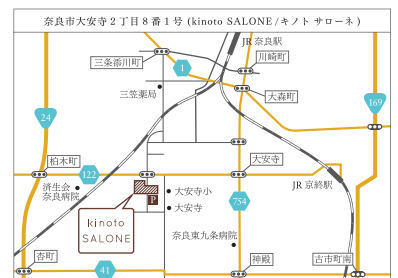 奈良市大安寺２丁目８番１号 (kinoto SALONE/キノト サローネ)
JR 奈良駅
三条添川町
川崎町
1
三笠薬局
大森町
24
169
柏木町
大安寺
122
済生会
奈良病院
大安寺小
JR 京終駅
P
大安寺
754
kinoto
SALONE
奈良東九条病院
杏町
神殿
古市町南
41